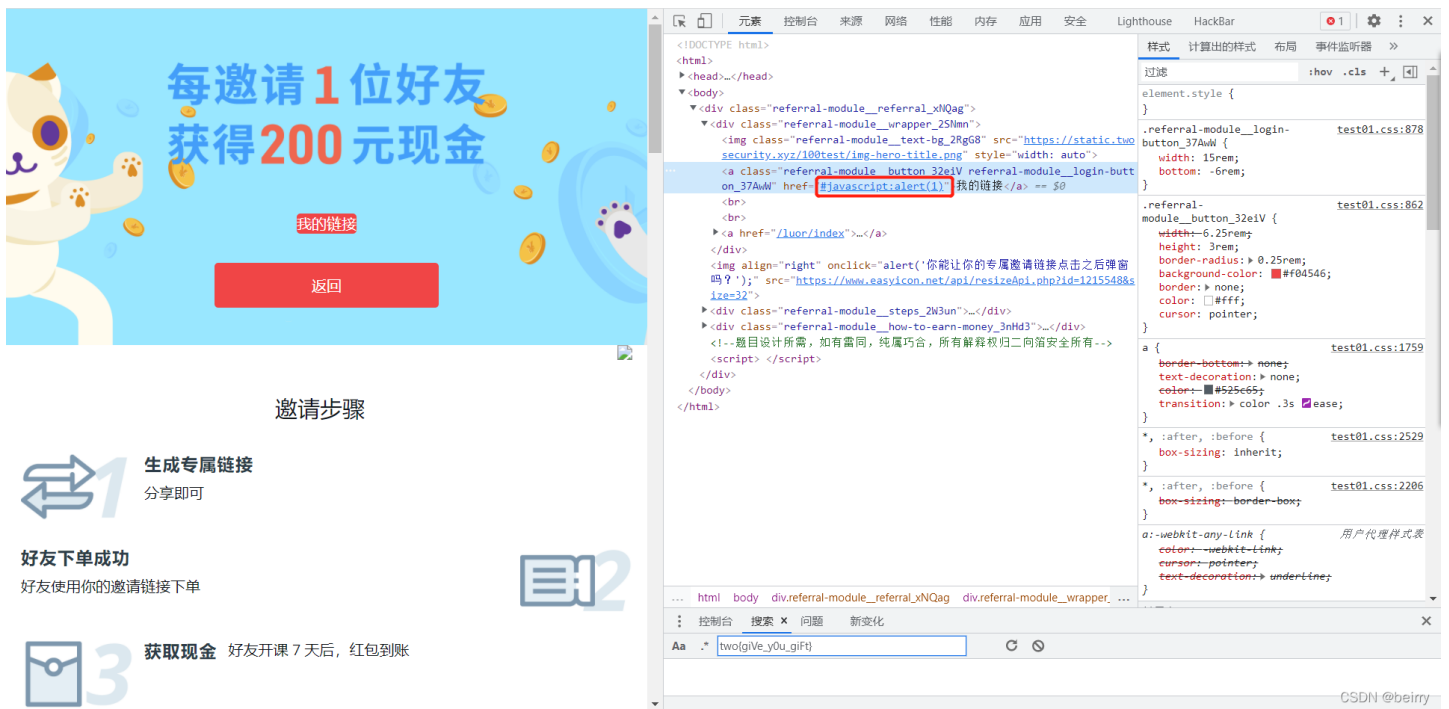 每邀请1位好友
获得200元现金
我的链接
返回
邀请步骤
1
生成专属链接
分享即可
好友下单成功
好友使用你的邀请链接下单
2
3
获取现金 好友开课 7 天后，红包到账
元素 控制台 来源 网络 性能 内存 应用 安全 Lighthouse HackBar 1
<!DOCTYPE html>
<html>
<head>…</head>
<body>
<div class="referral-module__referral_xNQag">
<div class="referral-module__wrapper_2SNmn">
<img class="referral-module__text-bg_2RgG8" src="https://static.two
security.xyz/100test/img-hero-title.png" style="width: auto">
<a class="referral-module__button_32eiV referral-module__login-butt
on_37AwW" href="#javascript:alert(1)">我的链接</a> == $0
<br>
<br>
<a href="/luor/index">…</a>
</div>
<img align="right" onclick="alert('你能让你的专属邀请链接点击之后弹窗
吗？');" src="https://www.easyicon.net/api/resizeApi.php?id=1215548&s
ize=32">
<div class="referral-module__steps_2W3un">…</div>
<div class="referral-module__how-to-earn-money_3nHd3">…</div>
<!--题目设计所需，如有雷同，纯属巧合，所有解释权归二向箔安全所有-->
<script> </script>
</div>
</body>
</html>
... html body div.referral-module__referral_xNQag div.referral-module__wrapper_ ...
样式 计算出的样式 布局 事件监听器 »
过滤 :hov .cls +
element.style {
}
.referral-module__login- test01.css:878
button_37AwW {
width: 15rem;
bottom: -6rem;
}
.referral- test01.css:862
module__button_32eiV {
width: 6.25rem;
height: 3rem;
border-radius: 0.25rem;
background-color: #f04546;
border: none;
color: #fff;
cursor: pointer;
}
a { test01.css:1759
border-bottom: none;
text-decoration: none;
color: #525c65;
transition: color .3s ease;
}
*, :after, :before { test01.css:2529
box-sizing: inherit;
}
*, :after, :before { test01.css:2206
box-sizing: border-box;
}
a:-webkit-any-link { 用户代理样式表
color: -webkit-link;
cursor: pointer;
text-decoration: underline;
}
控制台 搜索 × 问题 新变化
Aa .* two{giVe_y0u_giFt}
CSDN @beirry